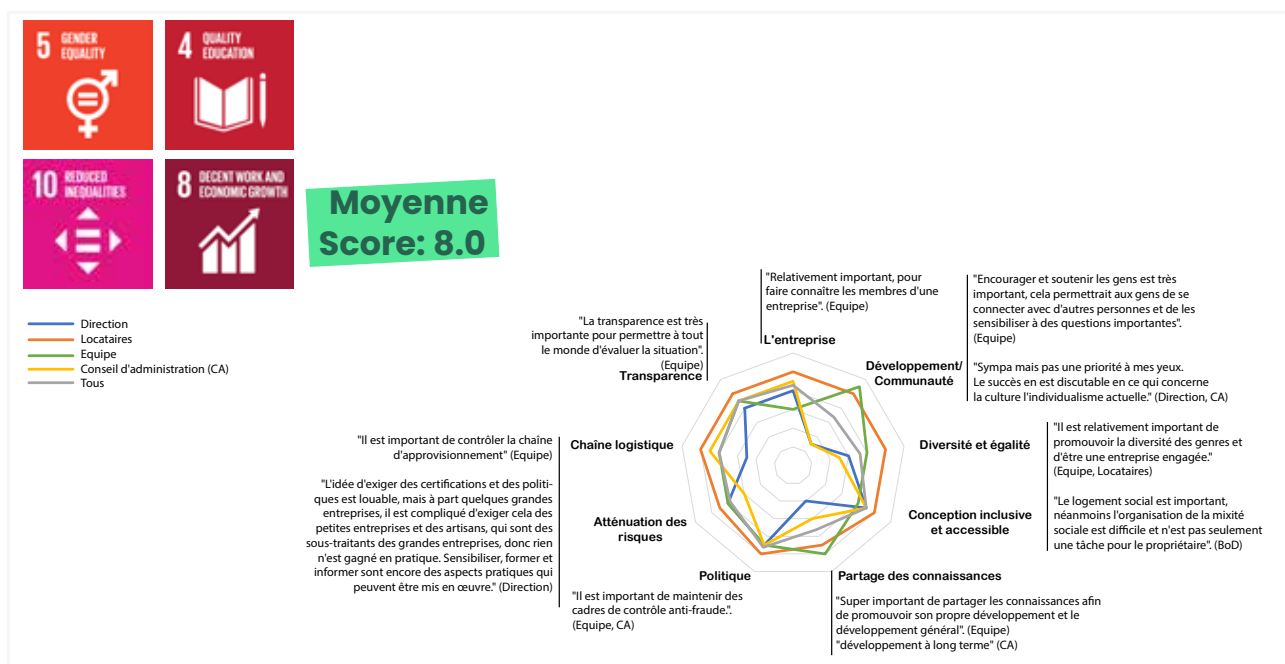 5 GENDER
EQUALITY
4 QUALITY
EDUCATION
10 REDUCED
INEQUALITIES
8 DECENT WORK AND
ECONOMIC GROWTH
Moyenne
Score: 8.0
Direction
Locataires
Equipe
Conseil d'administration (CA)
Tous
"La transparence est très
importante pour permettre à tout
le monde d'évaluer la situation".
(Equipe)
Transparence
"Relativement important, pour
faire connaître les membres d'une
entreprise". (Equipe)
L'entreprise
"Encourager et soutenir les gens est très
important, cela permettrait aux gens de se
connecter avec d'autres personnes et de les
sensibiliser à des questions importantes".
(Equipe)
Développement/
Communauté
"Sympa mais pas une priorité à mes yeux.
Le succès en est discutable en ce qui concerne
la culture l'individualisme actuelle." (Direction, CA)
Diversité et égalité
"Il est relativement important de
promouvoir la diversité des genres et
d'être une entreprise engagée."
(Equipe, Locataires)
Conception inclusive
et accessible
"Le logement social est important,
néanmoins l'organisation de la mixité
sociale est difficile et n'est pas seulement
une tâche pour le propriétaire". (BoD)
Partage des connaissances
"Super important de partager les connaissances afin
de promouvoir son propre développement et le
développement général". (Equipe)
"développement à long terme" (CA)
Politique
"Il est important de maintenir des
cadres de contrôle anti-fraude.".
(Equipe, CA)
Atténuation des
risques
Chaîne logistique
"Il est important de contrôler la chaîne
d'approvisionnement" (Equipe)
"L'idée d'exiger des certifications et des politi-
ques est louable, mais à part quelques grandes
entreprises, il est compliqué d'exiger cela des
petites entreprises et des artisans, qui sont des
sous-traitants des grandes entreprises, donc rien
n'est gagné en pratique. Sensibiliser, former et
informer sont encore des aspects pratiques qui
peuvent être mis en œuvre." (Direction)